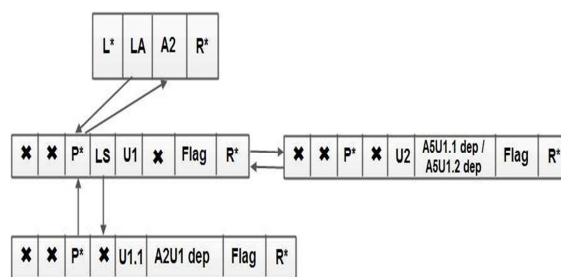 L* LA A2 R*
✖ ✖ P* LS U1 ✖ Flag R*
✖ ✖ P* ✖ U2 A5U1.1 dep / A5U1.2 dep Flag R*
✖ ✖ P* ✖ U1.1 A2U1 dep Flag R*